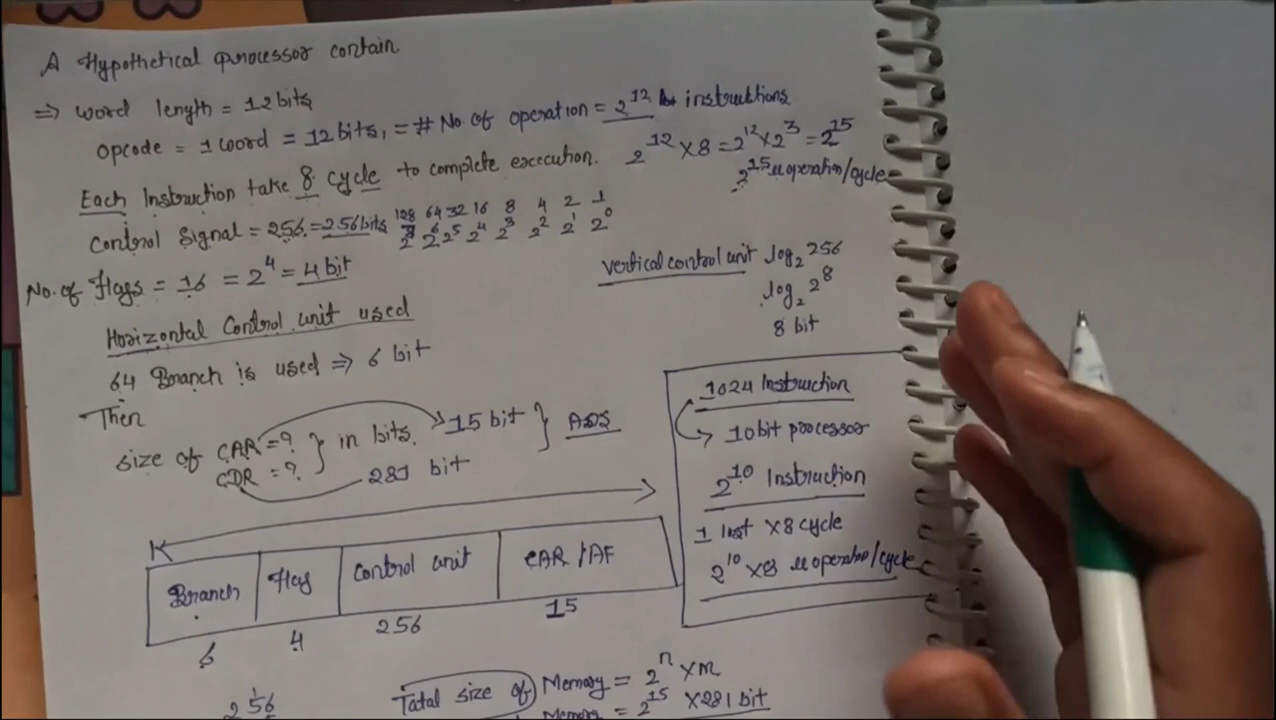 A Hypothetical processor contain.
⇒ word length = 12 bits
opcode = 1 word = 12 bits, = # No. of operation = 2^12 instructions
Each Instruction take 8 cycle to complete execution. 2^12 × 8 = 2^12 × 2^3 = 2^15
2^15 μ operation/cycle
128 64 32 16 8 4 2 1
Control Signal = 256 = 256 bits 2^7 2^6 2^5 2^4 2^3 2^2 2^1 2^0
No. of Flags = 16 = 2^4 = 4 bit
vertical control unit log₂ 256
log₂ 2^8
8 bit
Horizontal Control unit used
64 Branch is used ⇒ 6 bit
Then
size of CAR = ? } in bits. 15 bit } ADS
CDR = ? 281 bit
1024 Instruction
10 bit processor
2^10 Instruction
1 Inst × 8 cycle
2^10 × 8 μ operatio/cycle
Branch Flag control unit CAR / AF
6 4 256 15
256
Total size of Memory = 2^n × m
Memory = 2^15 × 281 bit